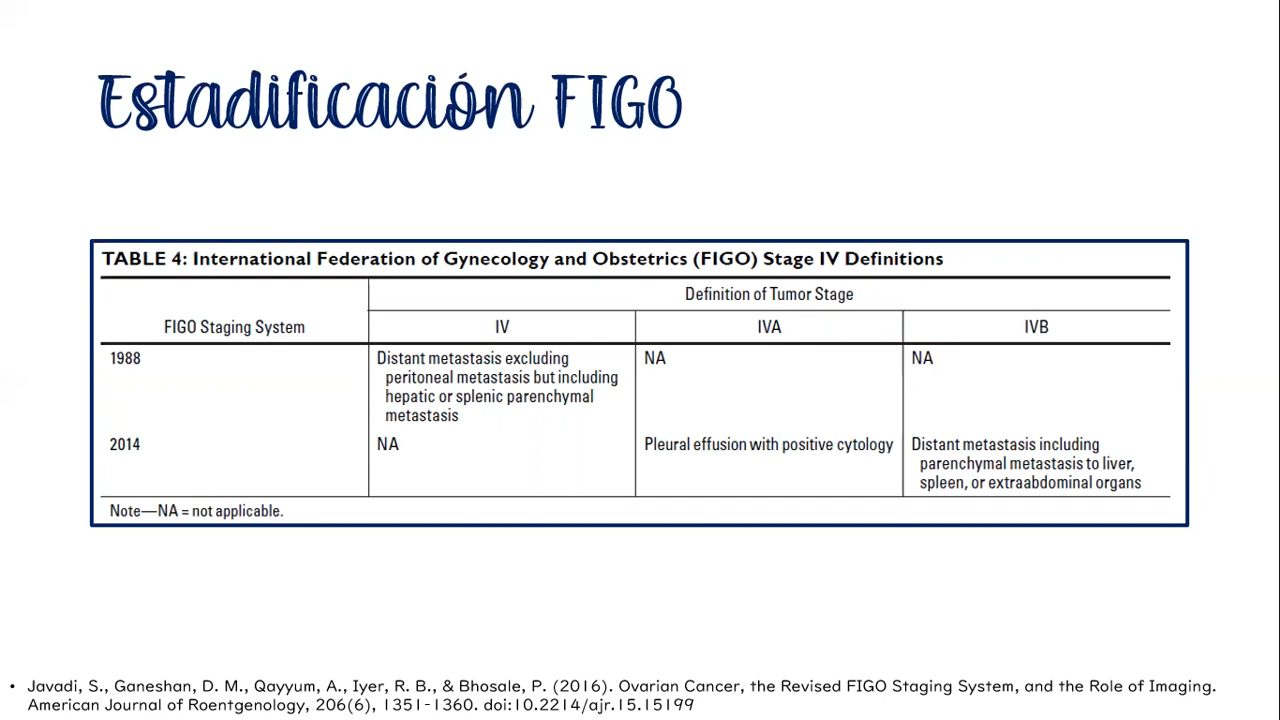 Estadificación FIGO
TABLE 4: International Federation of Gynecology and Obstetrics (FIGO) Stage IV Definitions
Definition of Tumor Stage
FIGO Staging System
IV
IVA
IVB
1988
Distant metastasis excluding
peritoneal metastasis but including
hepatic or splenic parenchymal
metastasis
NA
NA
2014
NA
Pleural effusion with positive cytology
Distant metastasis including
parenchymal metastasis to liver,
spleen, or extraabdominal organs
Note—NA = not applicable.
• Javadi, S., Ganeshan, D. M., Qayyum, A., Iyer, R. B., & Bhosale, P. (2016). Ovarian Cancer, the Revised FIGO Staging System, and the Role of Imaging.
American Journal of Roentgenology, 206(6), 1351-1360. doi:10.2214/ajr.15.15199